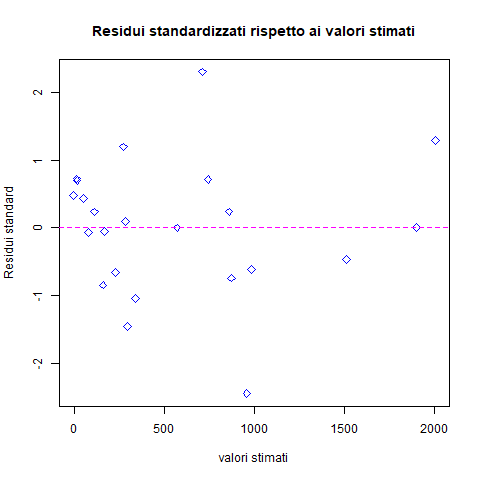 Residui standardizzati rispetto ai valori stimati
Residui standard
2
1
0
-1
-2
0 500 1000 1500 2000
valori stimati